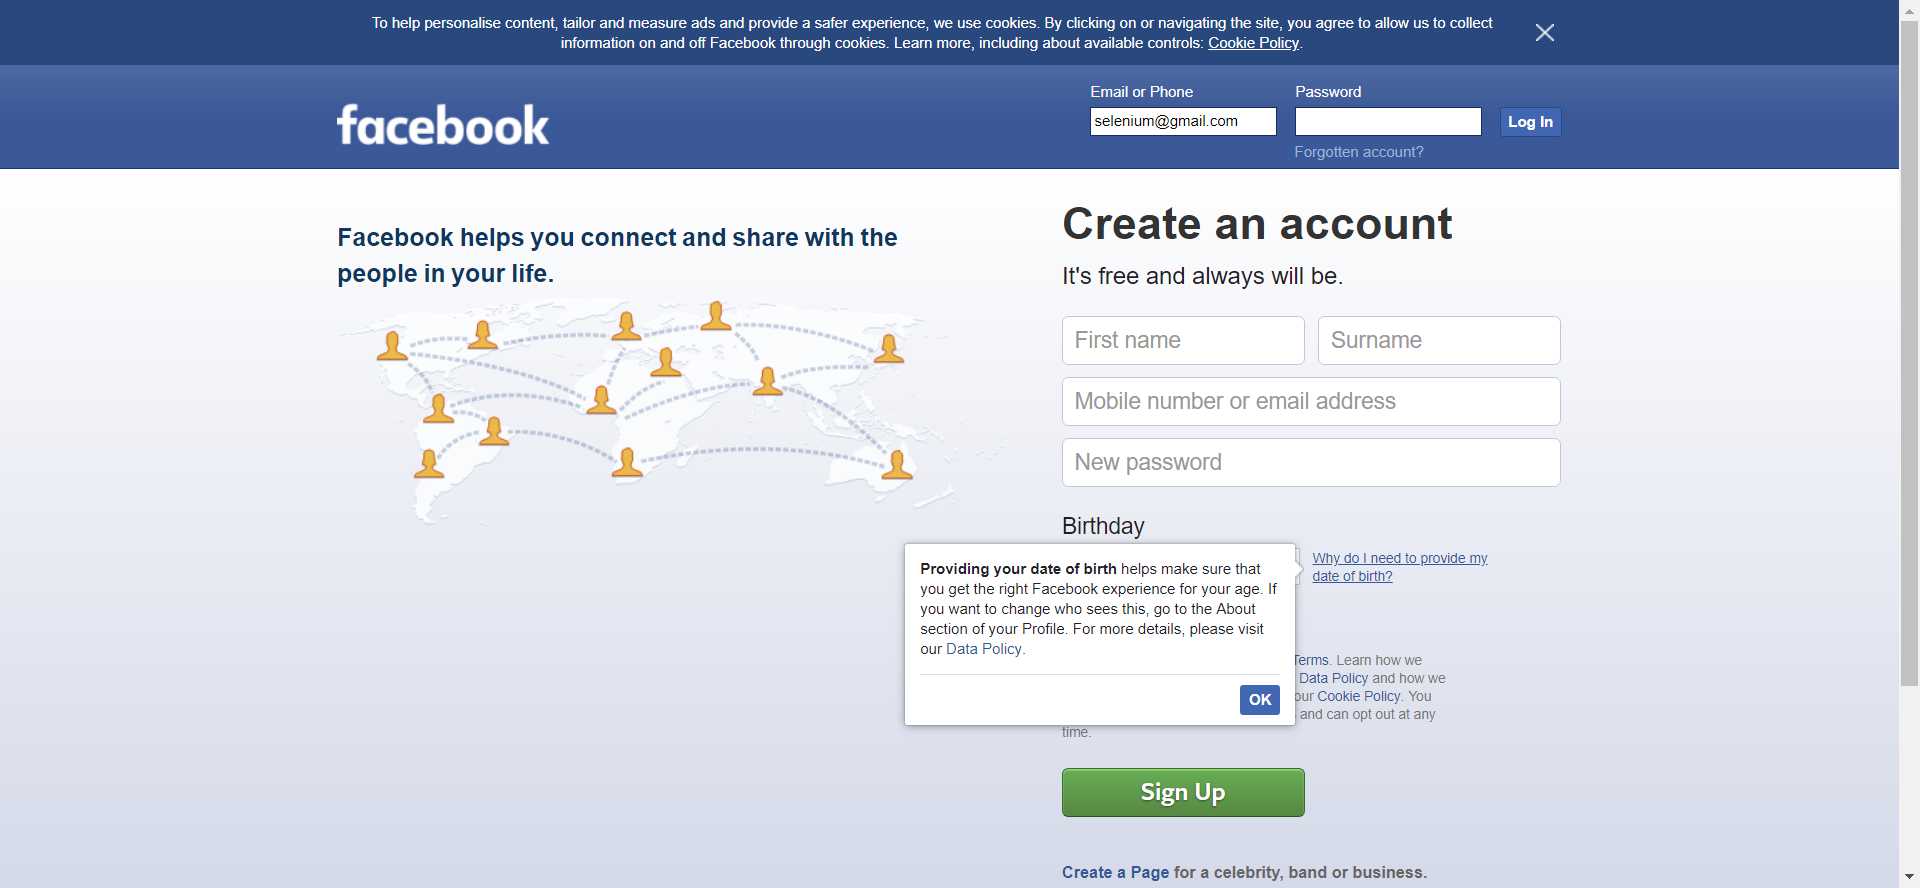 To help personalise content, tailor and measure ads and provide a safer experience, we use cookies. By clicking on or navigating the site, you agree to allow us to collect
information on and off Facebook through cookies. Learn more, including about available controls: Cookie Policy.
facebook
Email or Phone
Password
selenium@gmail.com
Log In
Forgotten account?
Facebook helps you connect and share with the
people in your life.
Create an account
It's free and always will be.
First name
Surname
Mobile number or email address
New password
Birthday
Providing your date of birth helps make sure that
you get the right Facebook experience for your age. If
you want to change who sees this, go to the About
section of your Profile. For more details, please visit
our Data Policy.
OK
Why do I need to provide my
date of birth?
Terms. Learn how we
Data Policy and how we
our Cookie Policy. You
and can opt out at any
time.
Sign Up
Create a Page for a celebrity, band or business.